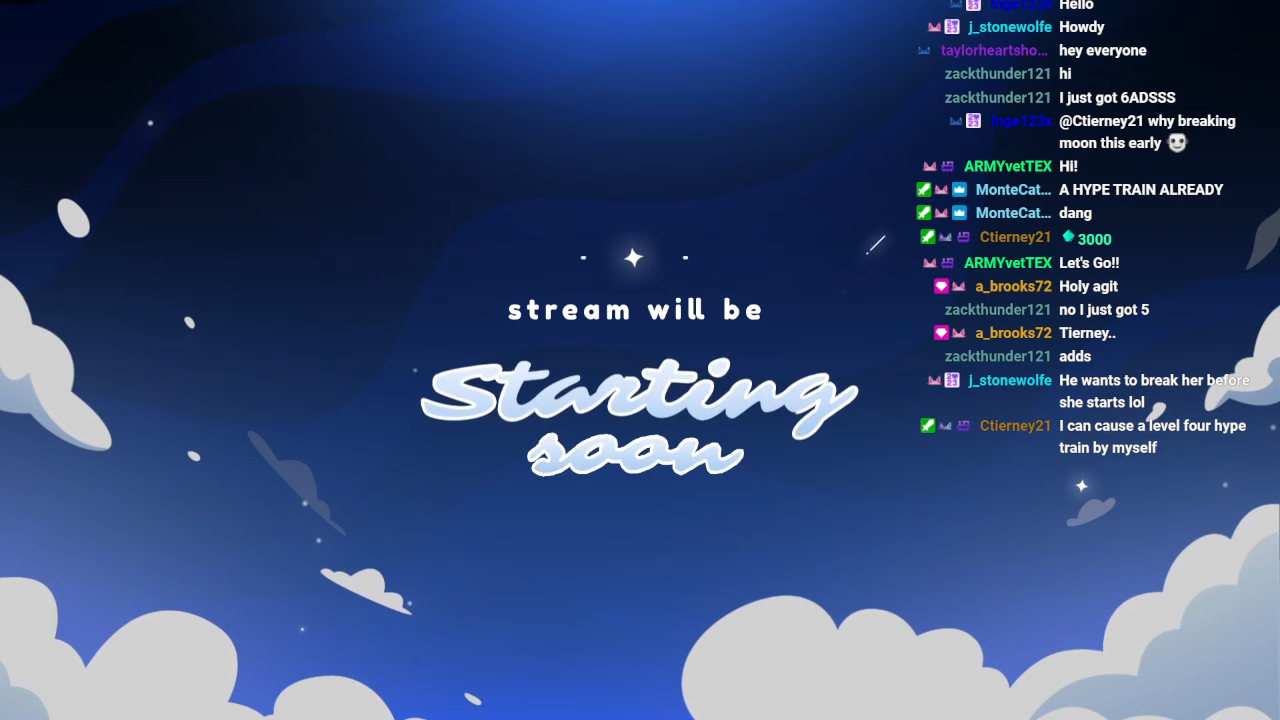 Inge123x Hello
j_stonewolfe Howdy
taylorheartsho... hey everyone
zackthunder121 hi
zackthunder121 I just got 6ADSSS
Inge123x @Ctierney21 why breaking
moon this early
ARMYvetTEX Hi!
MonteCat... A HYPE TRAIN ALREADY
MonteCat... dang
Ctierney21 3000
ARMYvetTEX Let's Go!!
a_brooks72 Holy agit
zackthunder121 no I just got 5
a_brooks72 Tierney..
zackthunder121 adds
j_stonewolfe He wants to break her before
she starts lol
Ctierney21 I can cause a level four hype
train by myself
stream will be
Starting
soon